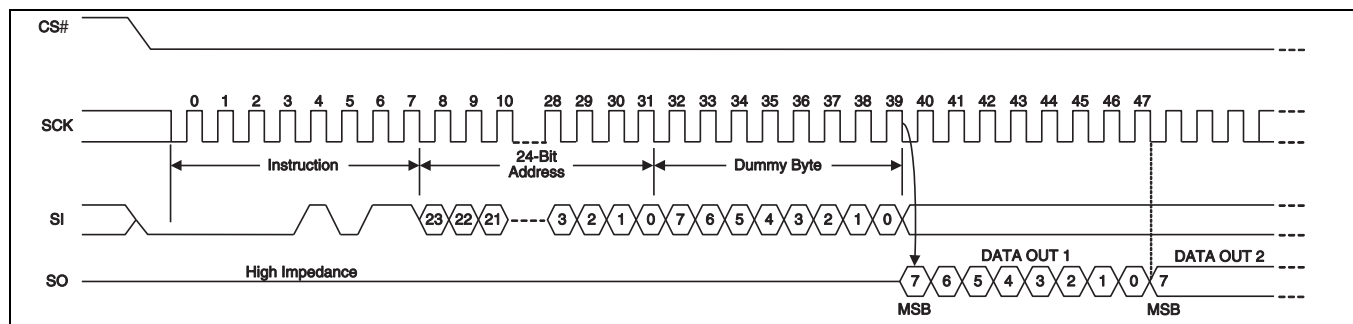 CS#
0 1 2 3 4 5 6 7 8 9 10 28 29 30 31 32 33 34 35 36 37 38 39 40 41 42 43 44 45 46 47
SCK
Instruction
24-Bit
Address
Dummy Byte
SI
23 22 21 3 2 1 0 7 6 5 4 3 2 1 0
High Impedance
DATA OUT 1
DATA OUT 2
SO
7 6 5 4 3 2 1 0 7
MSB
MSB